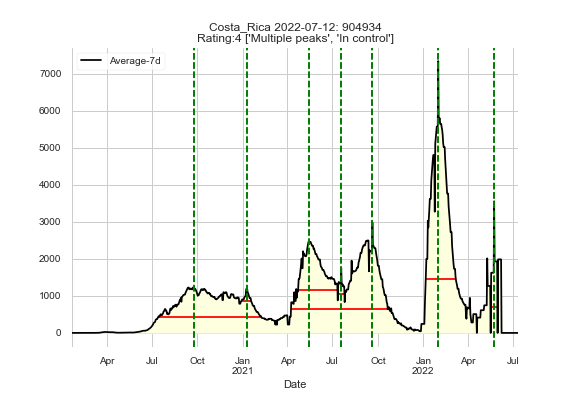 Costa_Rica 2022-07-12: 904934
Rating:4 ['Multiple peaks', 'In control']
Average-7d
7000
6000
5000
4000
3000
2000
1000
0
Apr Jul Oct Jan Apr Jul Oct Jan Apr Jul
2021 2022
Date